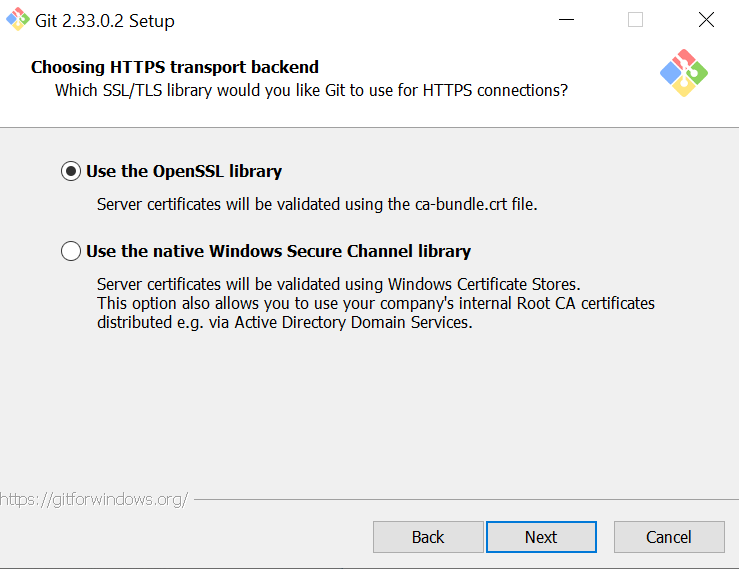 Git 2.33.0.2 Setup
Choosing HTTPS transport backend
Which SSL/TLS library would you like Git to use for HTTPS connections?
Use the OpenSSL library
Server certificates will be validated using the ca-bundle.crt file.
Use the native Windows Secure Channel library
Server certificates will be validated using Windows Certificate Stores.
This option also allows you to use your company's internal Root CA certificates
distributed e.g. via Active Directory Domain Services.
https://gitforwindows.org/
Back
Next
Cancel